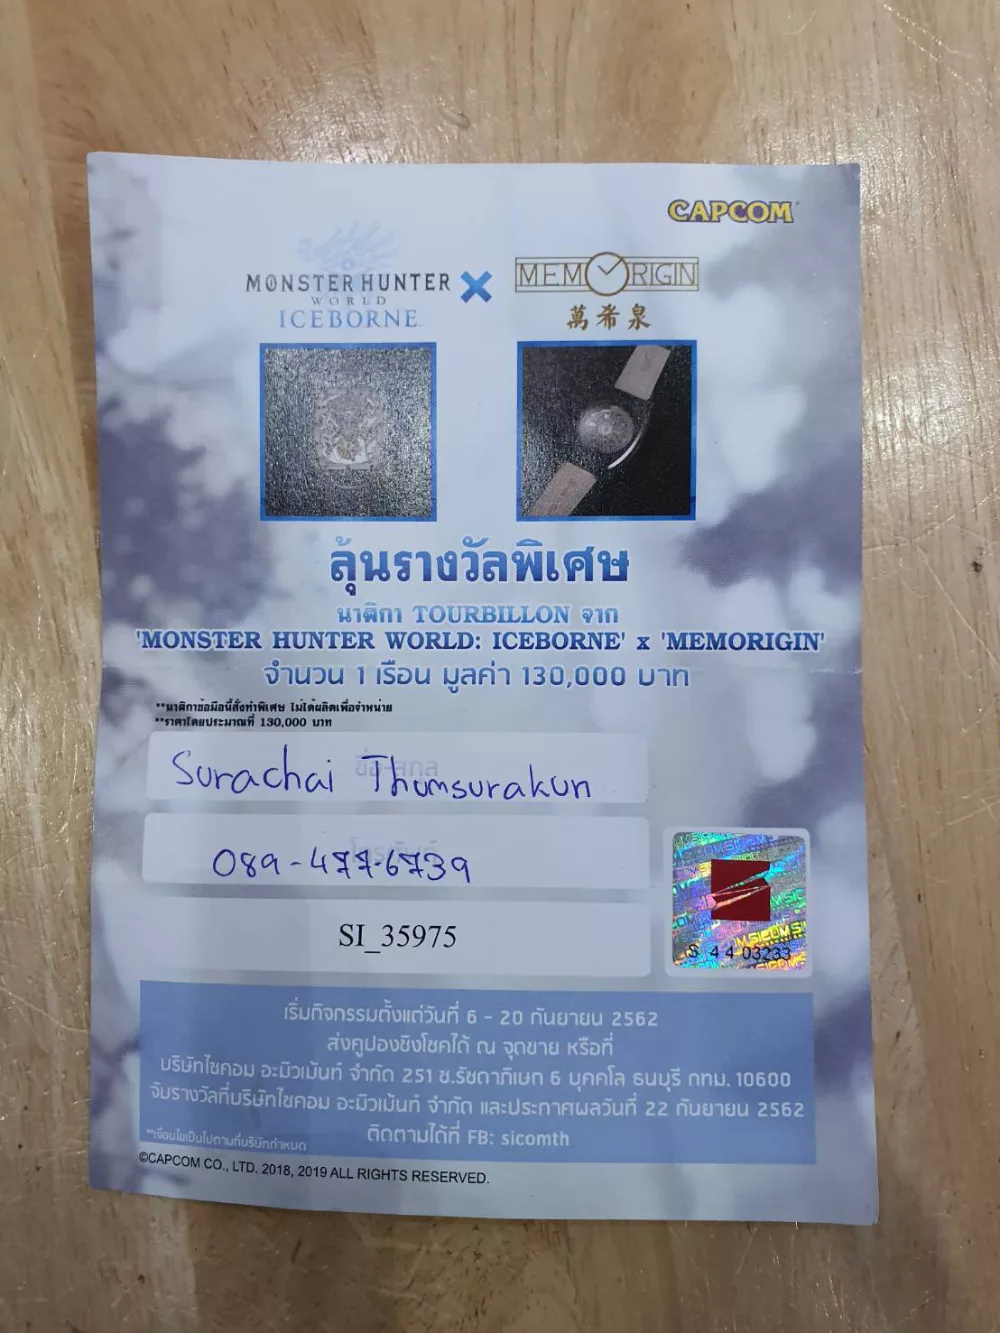 CAPCOM
MONSTER HUNTER
WORLD
ICEBORNE
X
MEMORIGIN
萬希泉
ลุ้นรางวัลพิเศษ
นาฬิกา TOURBILLON จาก
'MONSTER HUNTER WORLD: ICEBORNE' x 'MEMORIGIN'
จำนวน 1 เรือน มูลค่า 130,000 บาท
**นาฬิกาข้อมือนี้สั่งทำพิเศษ ไม่ได้ผลิตเพื่อจำหน่าย
**ราคาโดยประมาณที่ 130,000 บาท
ชื่อ-สกุล
Surachai Thumsurakun
089-477-6739
SI_35975
S 4403233
เริ่มกิจกรรมตั้งแต่วันที่ 6 - 20 กันยายน 2562
ส่งคูปองชิงโชคได้ ณ จุดขาย หรือที่
บริษัทไซคอม อะมิวเม้นท์ จำกัด 251 ซ.รัชดาภิเษก 6 บุคคโล ธนบุรี กทม. 10600
จับรางวัลที่บริษัทไซคอม อะมิวเม้นท์ จำกัด และประกาศผลวันที่ 22 กันยายน 2562
ติดตามได้ที่ FB: sicomth
**เงื่อนไขเป็นไปตามที่บริษัทกำหนด
©CAPCOM CO., LTD. 2018, 2019 ALL RIGHTS RESERVED.